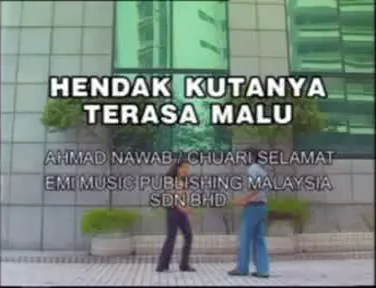 HENDAK KUTANYA
TERASA MALU
AHMAD NAWAB / CHUARI SELAMAT
EMI MUSIC PUBLISHING MALAYSIA
SDN BHD